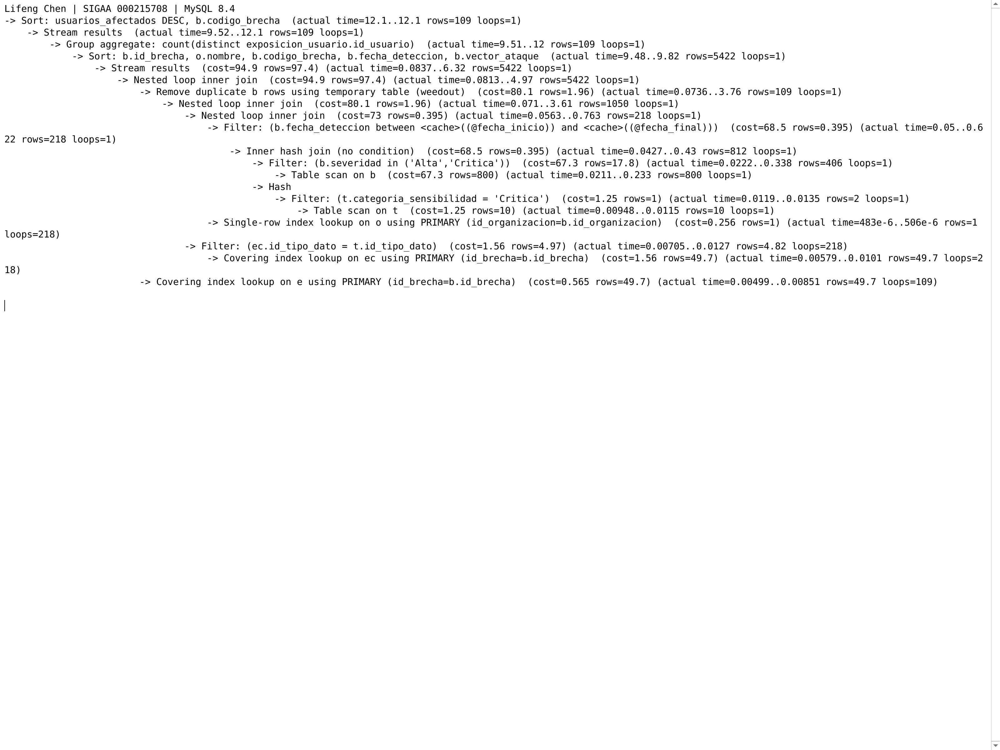 Lifeng Chen | SIGAA 000215708 | MySQL 8.4
-> Sort: usuarios_afectados DESC, b.codigo_brecha  (actual time=12.1..12.1 rows=109 loops=1)
    -> Stream results  (actual time=9.52..12.1 rows=109 loops=1)
        -> Group aggregate: count(distinct exposicion_usuario.id_usuario)  (actual time=9.51..12 rows=109 loops=1)
            -> Sort: b.id_brecha, o.nombre, b.codigo_brecha, b.fecha_deteccion, b.vector_ataque  (actual time=9.48..9.82 rows=5422 loops=1)
                -> Stream results  (cost=94.9 rows=97.4) (actual time=0.0837..6.32 rows=5422 loops=1)
                    -> Nested loop inner join  (cost=94.9 rows=97.4) (actual time=0.0813..4.97 rows=5422 loops=1)
                        -> Remove duplicate b rows using temporary table (weedout)  (cost=80.1 rows=1.96) (actual time=0.0736..3.76 rows=109 loops=1)
                            -> Nested loop inner join  (cost=80.1 rows=1.96) (actual time=0.071..3.61 rows=1050 loops=1)
                                -> Nested loop inner join  (cost=73 rows=0.395) (actual time=0.0563..0.763 rows=218 loops=1)
                                    -> Filter: (b.fecha_deteccion between <cache>((@fecha_inicio)) and <cache>((@fecha_final)))  (cost=68.5 rows=0.395) (actual time=0.05..0.6
22 rows=218 loops=1)
                                        -> Inner hash join (no condition)  (cost=68.5 rows=0.395) (actual time=0.0427..0.43 rows=812 loops=1)
                                            -> Filter: (b.severidad in ('Alta','Critica'))  (cost=67.3 rows=17.8) (actual time=0.0222..0.338 rows=406 loops=1)
                                                -> Table scan on b  (cost=67.3 rows=800) (actual time=0.0211..0.233 rows=800 loops=1)
                                            -> Hash
                                                -> Filter: (t.categoria_sensibilidad = 'Critica')  (cost=1.25 rows=1) (actual time=0.0119..0.0135 rows=2 loops=1)
                                                    -> Table scan on t  (cost=1.25 rows=10) (actual time=0.00948..0.0115 rows=10 loops=1)
                                    -> Single-row index lookup on o using PRIMARY (id_organizacion=b.id_organizacion)  (cost=0.256 rows=1) (actual time=483e-6..506e-6 rows=1
loops=218)
                                -> Filter: (ec.id_tipo_dato = t.id_tipo_dato)  (cost=1.56 rows=4.97) (actual time=0.00705..0.0127 rows=4.82 loops=218)
                                    -> Covering index lookup on ec using PRIMARY (id_brecha=b.id_brecha)  (cost=1.56 rows=49.7) (actual time=0.00579..0.0101 rows=49.7 loops=2
18)
                        -> Covering index lookup on e using PRIMARY (id_brecha=b.id_brecha)  (cost=0.565 rows=49.7) (actual time=0.00499..0.00851 rows=49.7 loops=109)